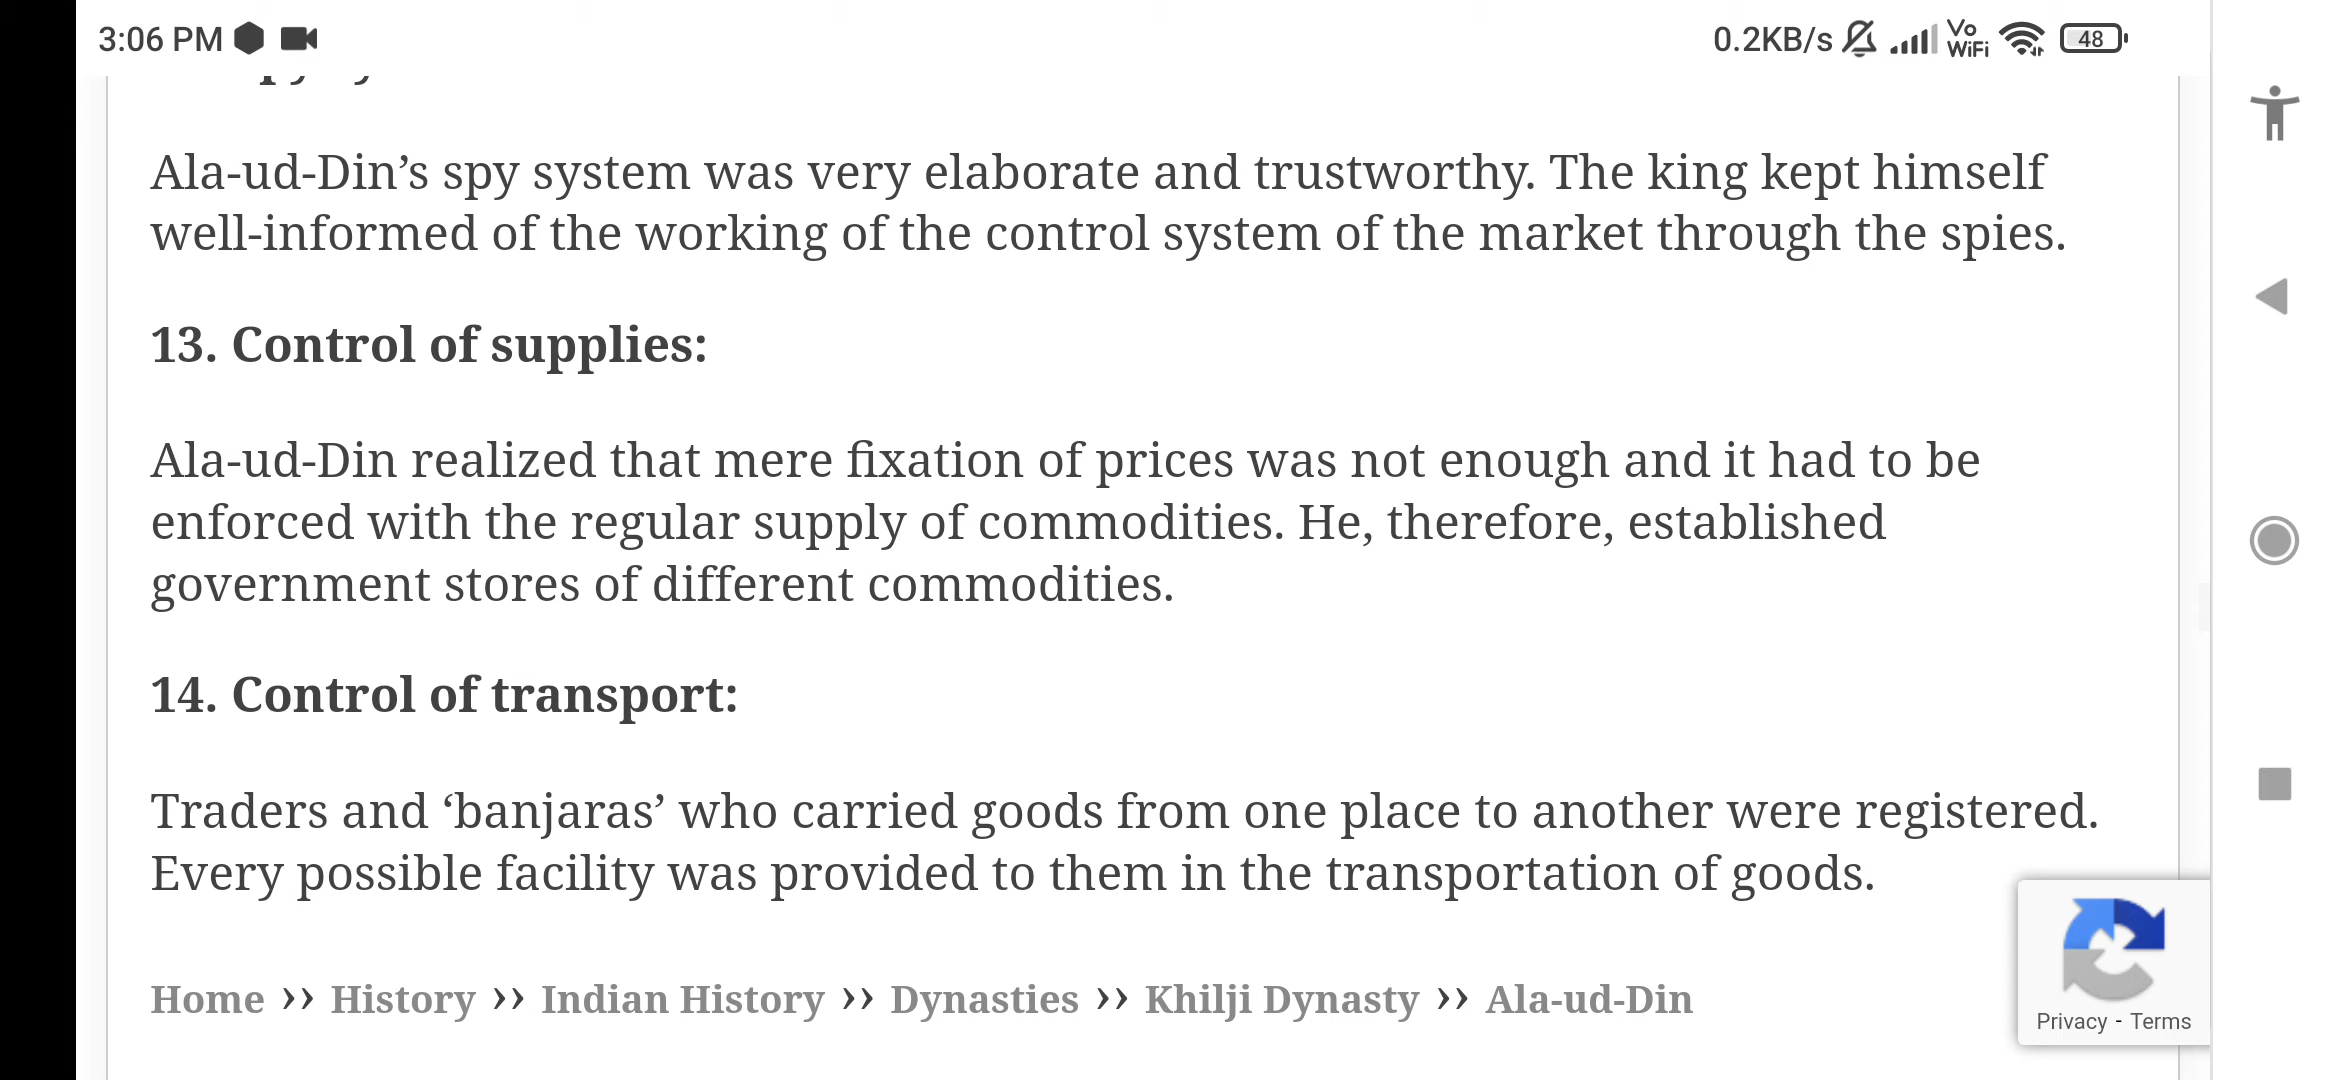 3:06 PM
0.2KB/s Vo WiFi 48
Ala-ud-Din’s spy system was very elaborate and trustworthy. The king kept himself
well-informed of the working of the control system of the market through the spies.
13. Control of supplies:
Ala-ud-Din realized that mere fixation of prices was not enough and it had to be
enforced with the regular supply of commodities. He, therefore, established
government stores of different commodities.
14. Control of transport:
Traders and ‘banjaras’ who carried goods from one place to another were registered.
Every possible facility was provided to them in the transportation of goods.
Home ›› History ›› Indian History ›› Dynasties ›› Khilji Dynasty ›› Ala-ud-Din
Privacy - Terms